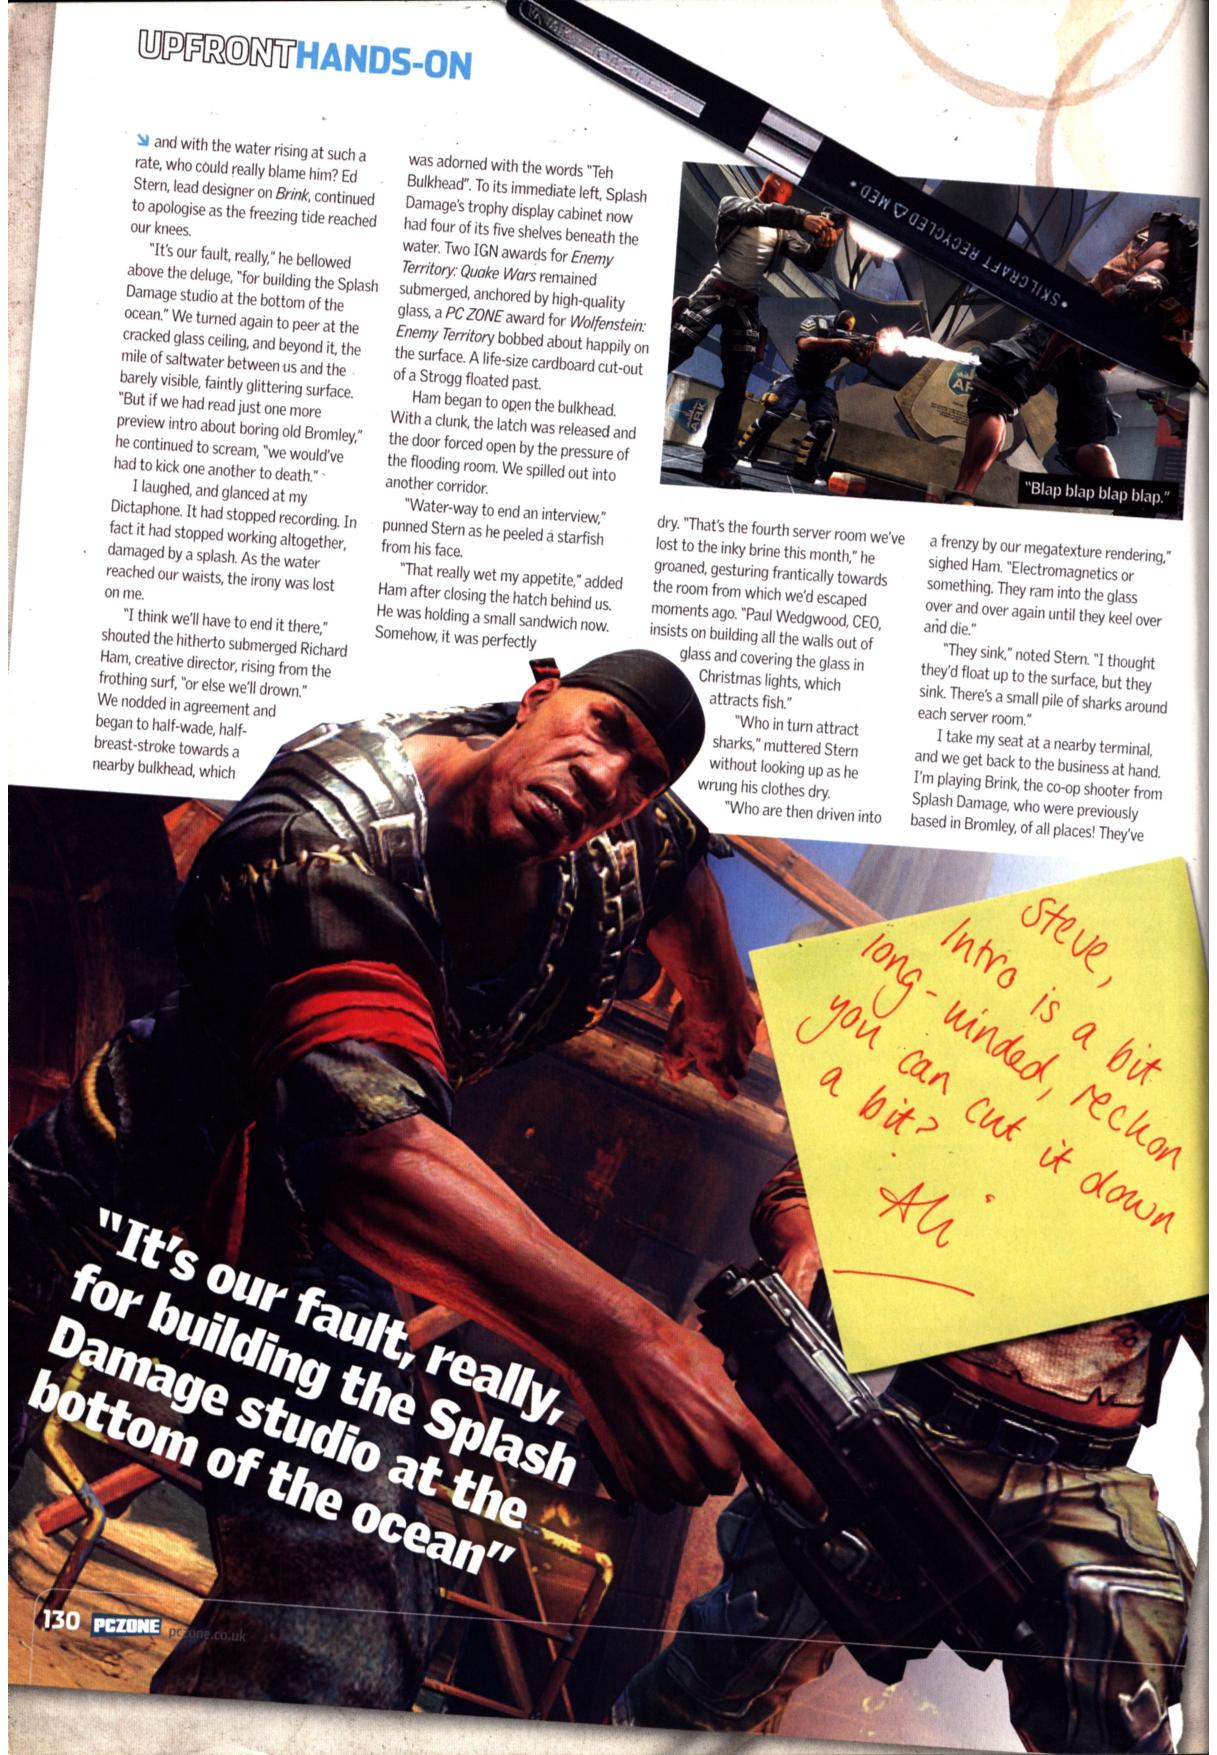 UPFRONTHANDS-ON
and with the water rising at such a
rate, who could really blame him? Ed
Stern, lead designer on Brink, continued
to apologise as the freezing tide reached
our knees.
"It's our fault, really," he bellowed
above the deluge, "for building the Splash
Damage studio at the bottom of the
ocean." We turned again to peer at the
cracked glass ceiling, and beyond it, the
mile of saltwater between us and the
barely visible, faintly glittering surface.
"But if we had read just one more
preview intro about boring old Bromley,"
he continued to scream, "we would've
had to kick one another to death."
I laughed, and glanced at my
Dictaphone. It had stopped recording. In
fact it had stopped working altogether,
damaged by a splash. As the water
reached our waists, the irony was lost
on me.
"I think we'll have to end it there,"
shouted the hitherto submerged Richard
Ham, creative director, rising from the
frothing surf, "or else we'll drown."
We nodded in agreement and
began to half-wade, half-
breast-stroke towards a
nearby bulkhead, which
was adorned with the words "Teh
Bulkhead". To its immediate left, Splash
Damage's trophy display cabinet now
had four of its five shelves beneath the
water. Two IGN awards for Enemy
Territory: Quake Wars remained
submerged, anchored by high-quality
glass, a PC ZONE award for Wolfenstein:
Enemy Territory bobbed about happily on
the surface. A life-size cardboard cut-out
of a Strogg floated past.
Ham began to open the bulkhead.
With a clunk, the latch was released and
the door forced open by the pressure of
the flooding room. We spilled out into
another corridor.
"Water-way to end an interview,"
punned Stern as he peeled a starfish
from his face.
"That really wet my appetite," added
Ham after closing the hatch behind us.
He was holding a small sandwich now.
Somehow, it was perfectly
•SKILCRAFT RECYCLED MED.•
ARK
ARK
"Blap blap blap blap."
dry. "That's the fourth server room we've
lost to the inky brine this month," he
groaned, gesturing frantically towards
the room from which we'd escaped
moments ago. "Paul Wedgwood, CEO,
insists on building all the walls out of
glass and covering the glass in
Christmas lights, which
attracts fish."
"Who in turn attract
sharks," muttered Stern
without looking up as he
wrung his clothes dry.
"Who are then driven into
a frenzy by our megatexture rendering,"
sighed Ham. "Electromagnetics or
something. They ram into the glass
over and over again until they keel over
and die."
"They sink," noted Stern. "I thought
they'd float up to the surface, but they
sink. There's a small pile of sharks around
each server room."
I take my seat at a nearby terminal,
and we get back to the business at hand.
I'm playing Brink, the co-op shooter from
Splash Damage, who were previously
based in Bromley, of all places! They've
Steve,
Intro is a bit
long-winded, reckon
you can cut it down
a bit?
Ali
"It's our fault, really,
for building the Splash
Damage studio at the
bottom of the ocean"
130 PCZONE pczone.co.uk